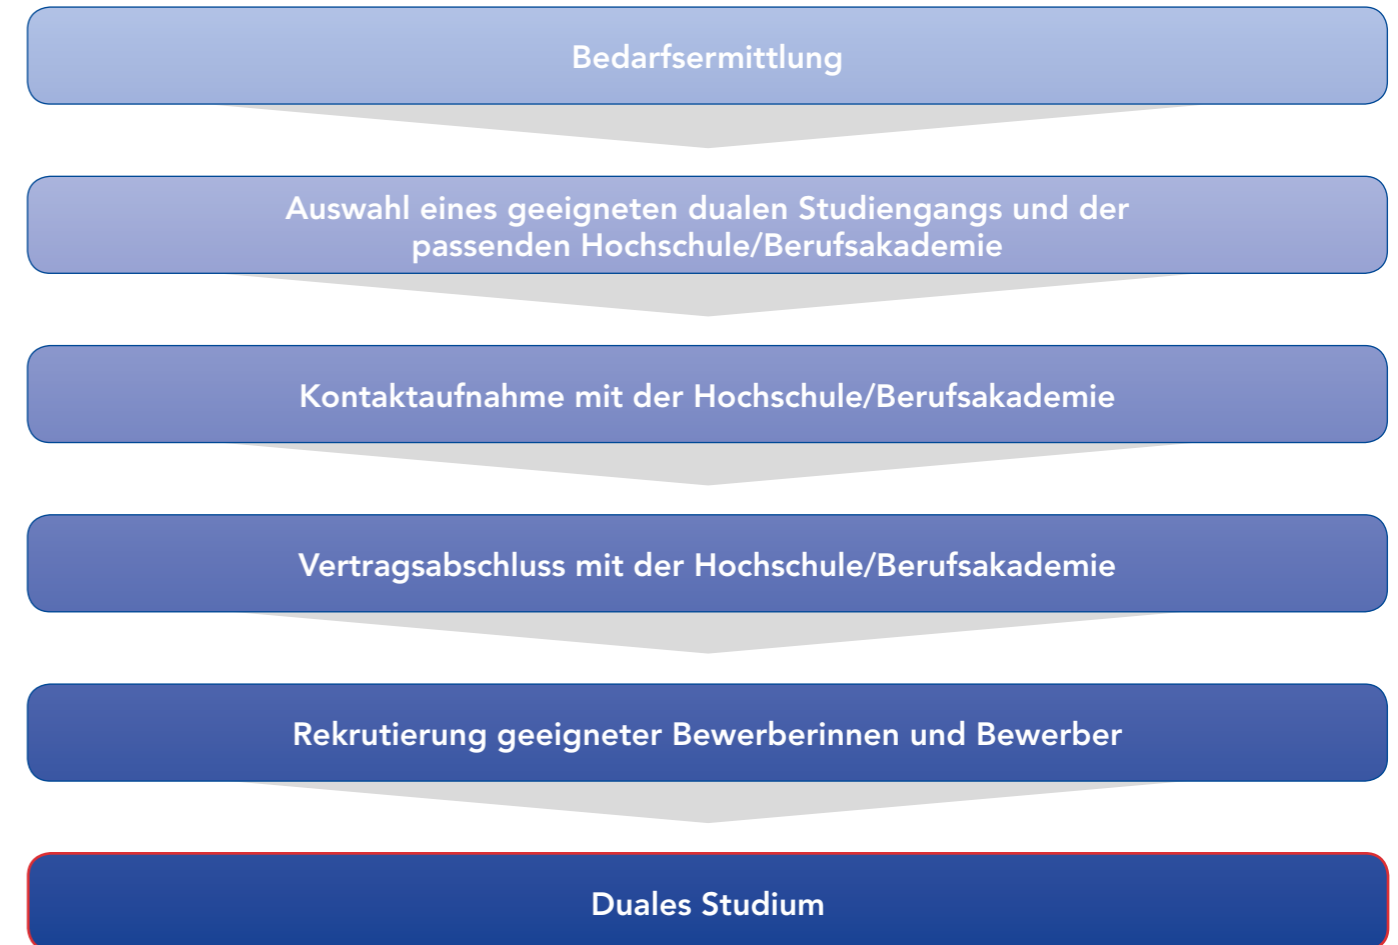 Bedarfsermittlung
Auswahl eines geeigneten dualen Studiengangs und der
passenden Hochschule/Berufsakademie
Kontaktaufnahme mit der Hochschule/Berufsakademie
Vertragsabschluss mit der Hochschule/Berufsakademie
Rekrutierung geeigneter Bewerberinnen und Bewerber
Duales Studium